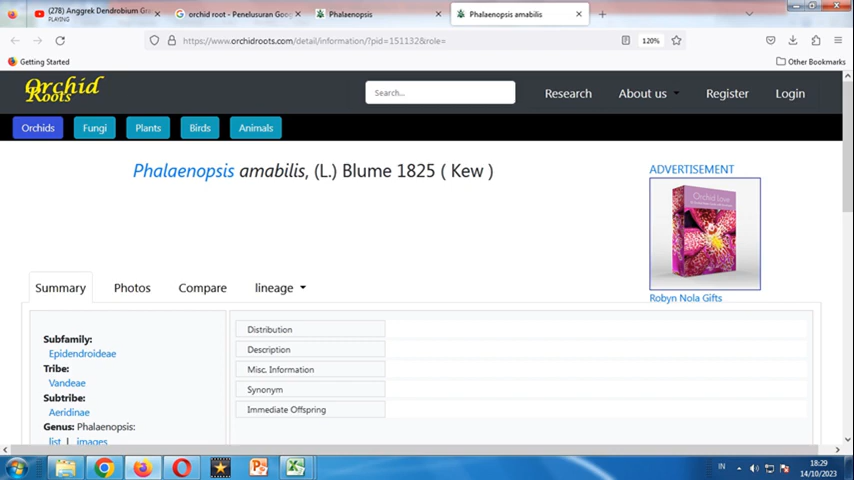 (278) Anggrek Dendrobium Gra
PLAYING
orchid root - Penelusuran Goog
Phalaenopsis
Phalaenopsis amabilis
https://www.orchidroots.com/detail/information/?pid=151132&role=
120%
Getting Started
Other Bookmarks
Orchid
Roots
Search...
Research
About us
Register
Login
Orchids
Fungi
Plants
Birds
Animals
Phalaenopsis amabilis, (L.) Blume 1825 ( Kew )
ADVERTISEMENT
Orchid Love
Robyn Nola Gifts
Summary
Photos
Compare
lineage
Subfamily:
Epidendroideae
Tribe:
Vandeae
Subtribe:
Aeridinae
Genus: Phalaenopsis:
list | images
Distribution
Description
Misc. Information
Synonym
Immediate Offspring
IN
18:29
14/10/2023